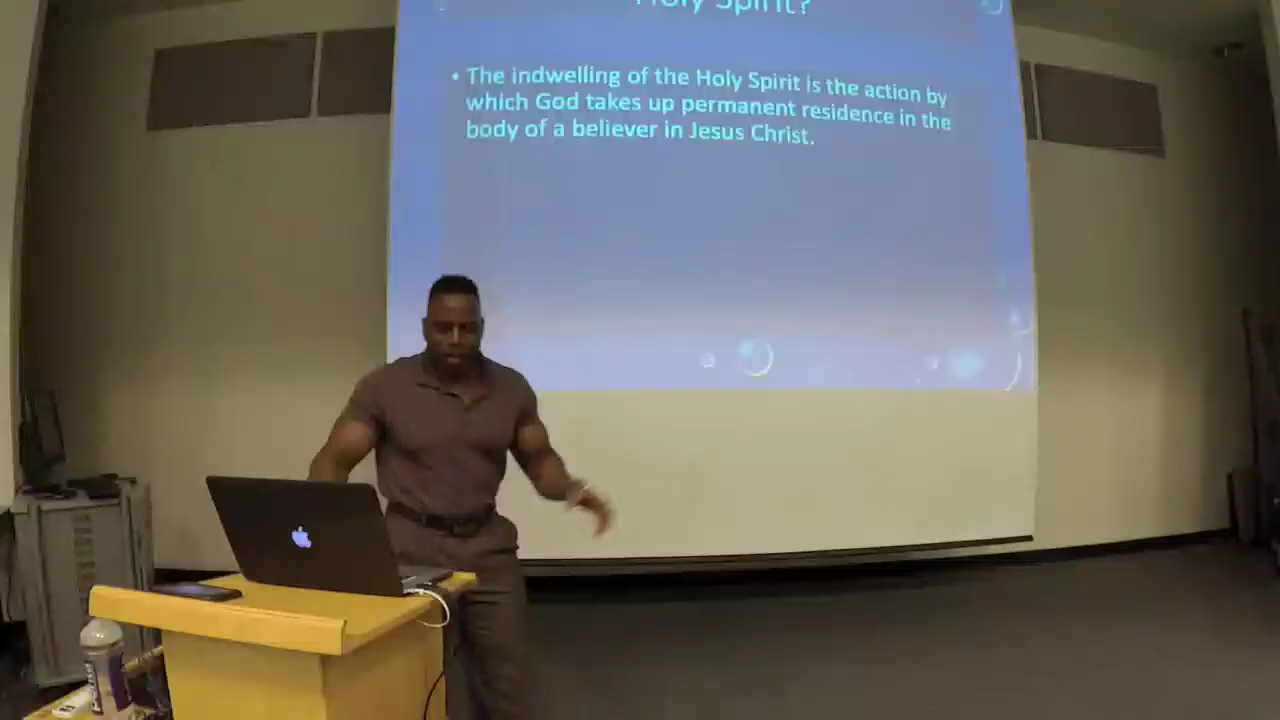 Holy Spirit?
• The indwelling of the Holy Spirit is the action by
which God takes up permanent residence in the
body of a believer in Jesus Christ.